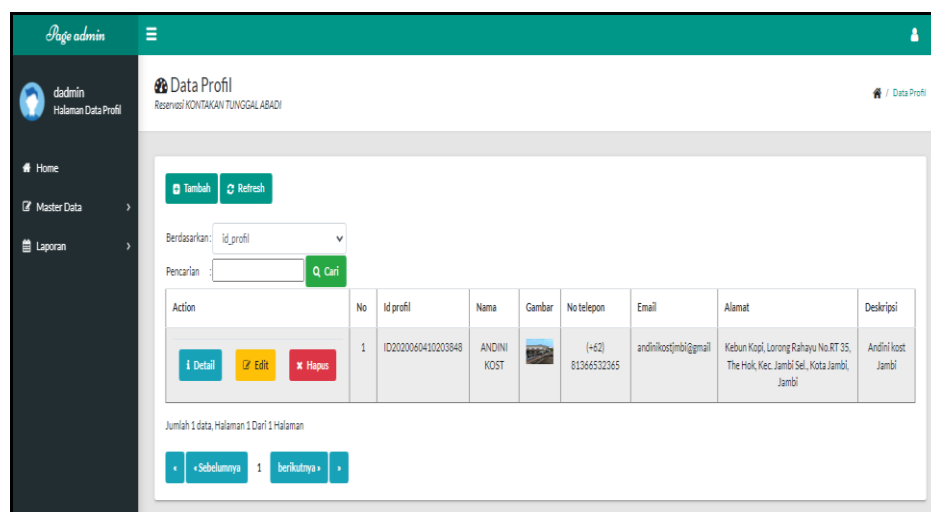 Page admin
dadmin
Halaman Data Profil
Home
Master Data
Laporan
Data Profil
Reservasi KONTAKAN TUNGGAL ABADI
/ Data Profil
Tambah
Refresh
Berdasarkan : id_profil
Pencarian :
Cari
Action No Id profil Nama Gambar No telepon Email Alamat Deskripsi
Detail Edit Hapus 1 ID2020060410203848 ANDINI KOST (+62) 81366532365 andinikostjmbi@gmail Kebun Kopi, Lorong Rahayu No.RT 35, The Hok, Kec. Jambi Sel., Kota Jambi, Jambi Andini kost Jambi
Jumlah 1 data, Halaman 1 Dari 1 Halaman
« « Sebelumnya 1 berikutnya » »